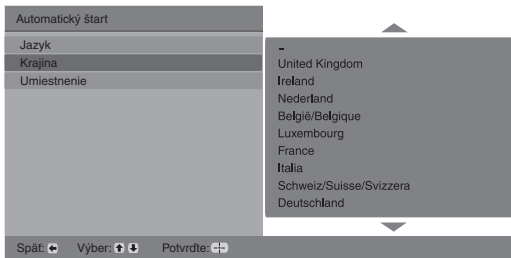 Automatický štart
Jazyk
Krajina
Umiestnenie
–
United Kingdom
Ireland
Nederland
België/Belgique
Luxembourg
France
Italia
Schweiz/Suisse/Svizzera
Deutschland
Späť: Výber: Potvrďte: